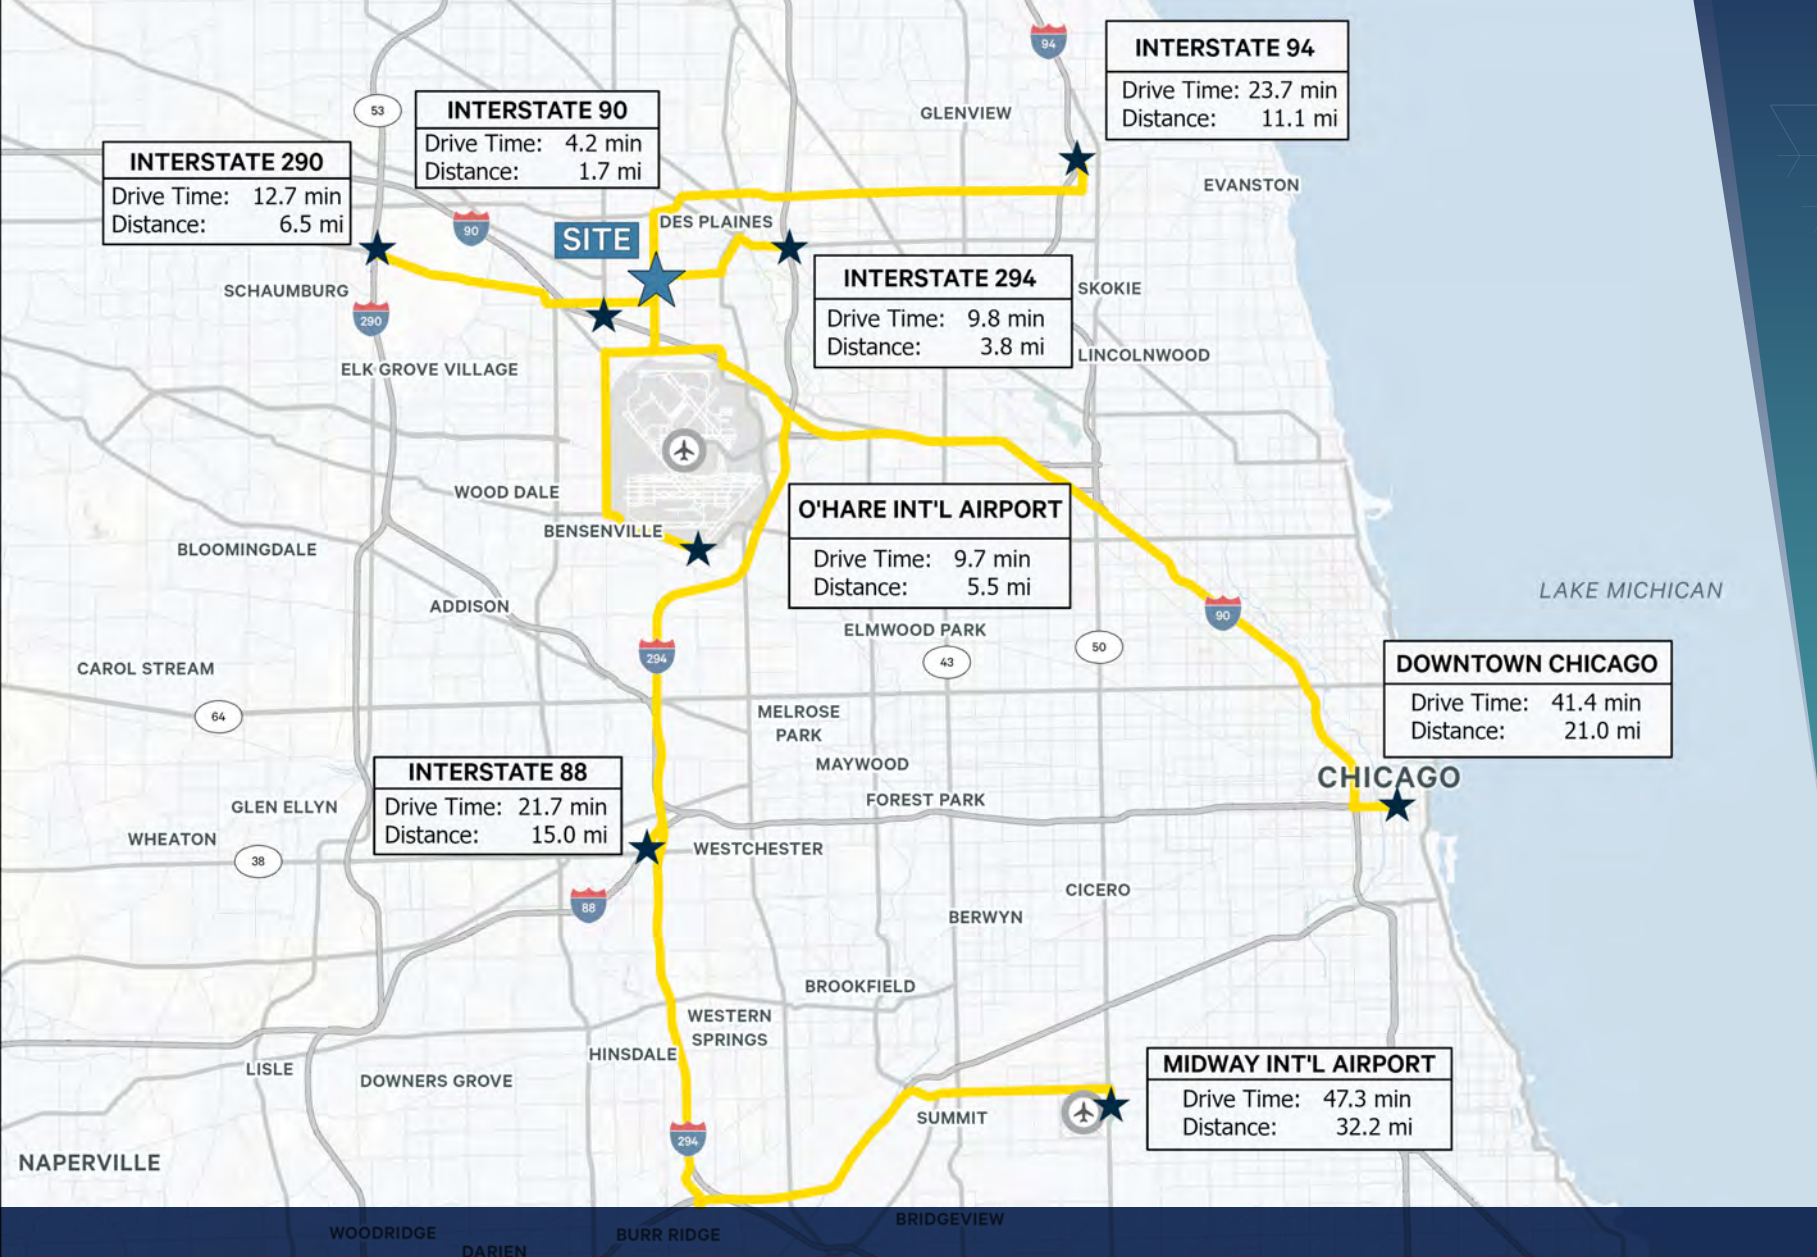 94
INTERSTATE 94
Drive Time: 23.7 min
Distance: 11.1 mi
53
INTERSTATE 90
Drive Time: 4.2 min
Distance: 1.7 mi
GLENVIEW
INTERSTATE 290
Drive Time: 12.7 min
Distance: 6.5 mi
EVANSTON
90
SITE
DES PLAINES
INTERSTATE 294
Drive Time: 9.8 min
Distance: 3.8 mi
SCHAUMBURG
SKOKIE
290
LINCOLNWOOD
ELK GROVE VILLAGE
WOOD DALE
O'HARE INT'L AIRPORT
Drive Time: 9.7 min
Distance: 5.5 mi
BENSENVILLE
BLOOMINGDALE
LAKE MICHICAN
ADDISON
90
ELMWOOD PARK
43
50
294
CAROL STREAM
DOWNTOWN CHICAGO
Drive Time: 41.4 min
Distance: 21.0 mi
64
MELROSE
PARK
MAYWOOD
CHICAGO
INTERSTATE 88
Drive Time: 21.7 min
Distance: 15.0 mi
FOREST PARK
GLEN ELLYN
WHEATON
38
WESTCHESTER
CICERO
88
BERWYN
BROOKFIELD
WESTERN
SPRINGS
HINSDALE
LISLE
DOWNERS GROVE
MIDWAY INT'L AIRPORT
Drive Time: 47.3 min
Distance: 32.2 mi
SUMMIT
294
NAPERVILLE
BRIDGEVIEW
WOODRIDGE
BURR RIDGE
DARIEN